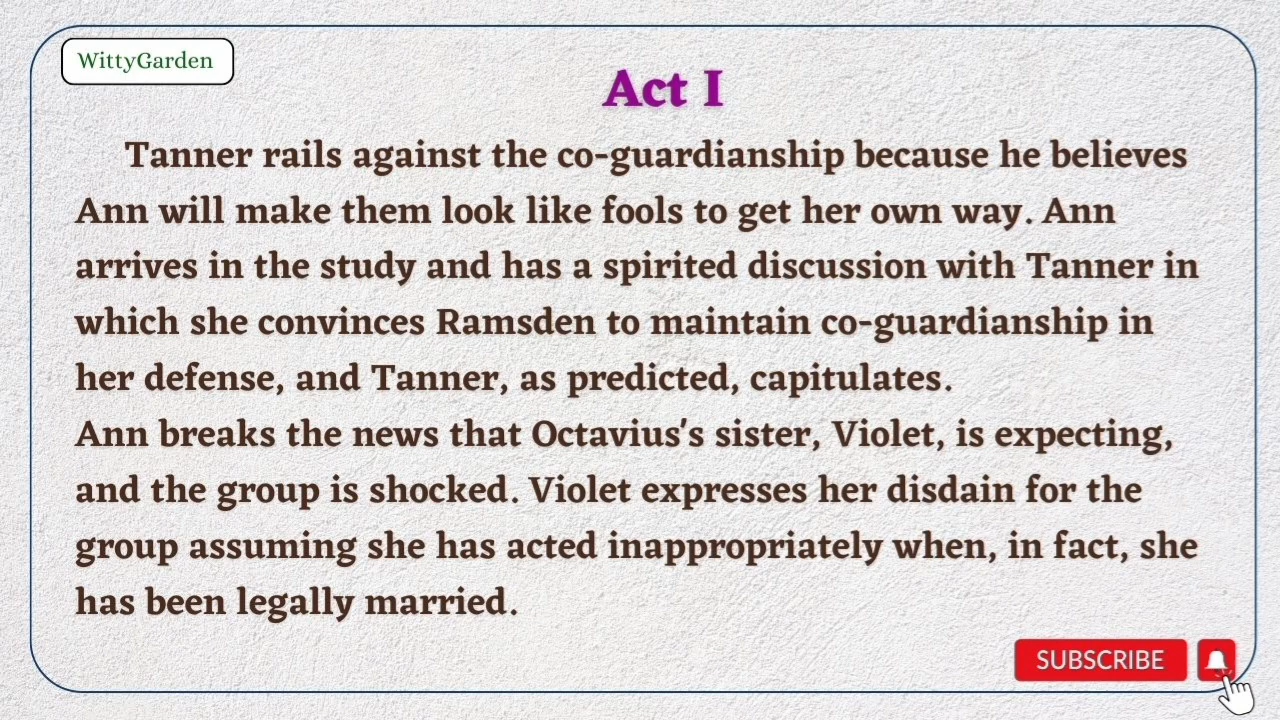 WittyGarden
Act I
Tanner rails against the co-guardianship because he believes
Ann will make them look like fools to get her own way. Ann
arrives in the study and has a spirited discussion with Tanner in
which she convinces Ramsden to maintain co-guardianship in
her defense, and Tanner, as predicted, capitulates.
Ann breaks the news that Octavius's sister, Violet, is expecting,
and the group is shocked. Violet expresses her disdain for the
group assuming she has acted inappropriately when, in fact, she
has been legally married.
SUBSCRIBE